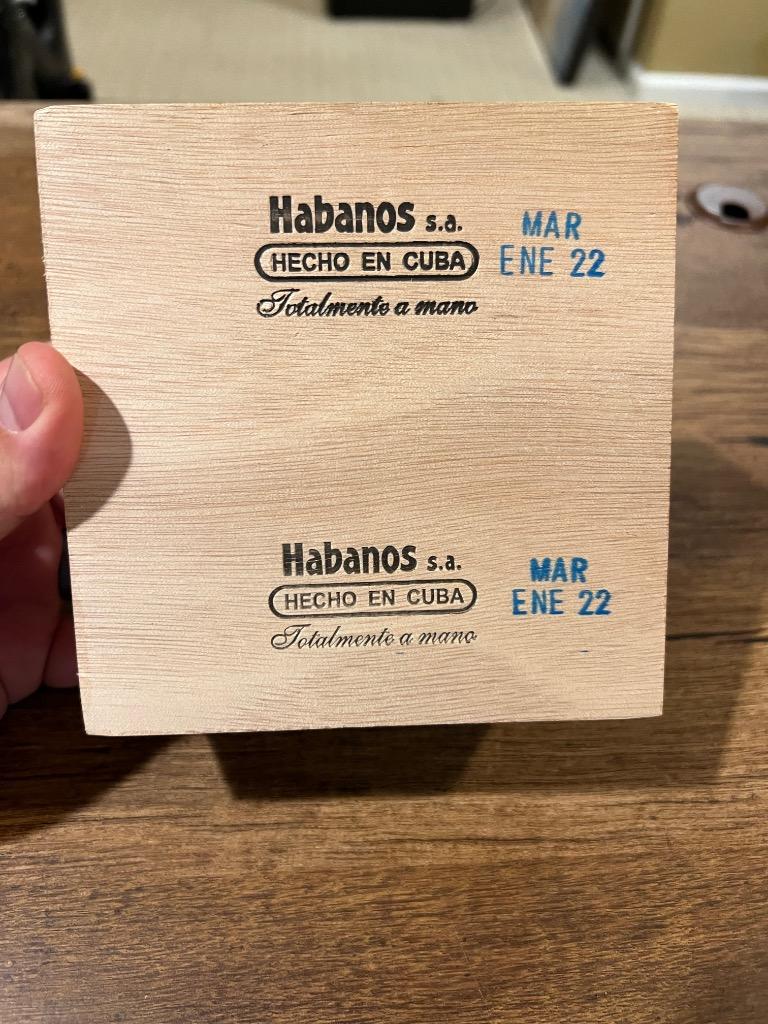 Habanos s.a.
HECHO EN CUBA
Totalmente a mano
MAR
ENE 22
Habanos s.a.
HECHO EN CUBA
Totalmente a mano
MAR
ENE 22